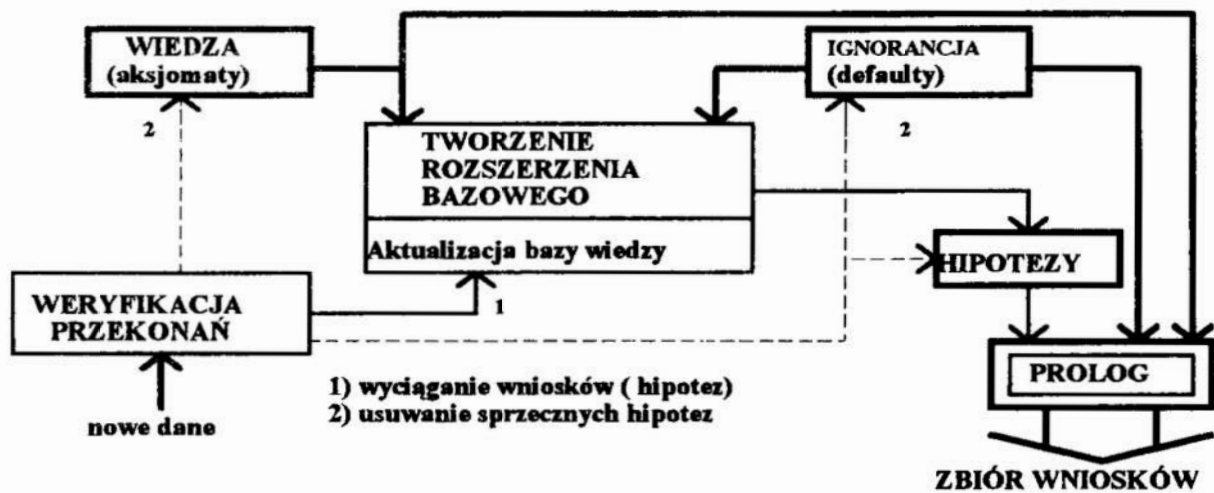 WIEDZA
(aksjomaty)
IGNORANCJA
(defaulty)
2
2
TWORZENIE
ROZSZERZENIA
BAZOWEGO
Aktualizacja bazy wiedzy
HIPOTEZY
WERYFIKACJA
PRZEKONAŃ
1
PROLOG
1) wyciąganie wniosków ( hipotez)
2) usuwanie sprzecznych hipotez
nowe dane
ZBIÓR WNIOSKÓW